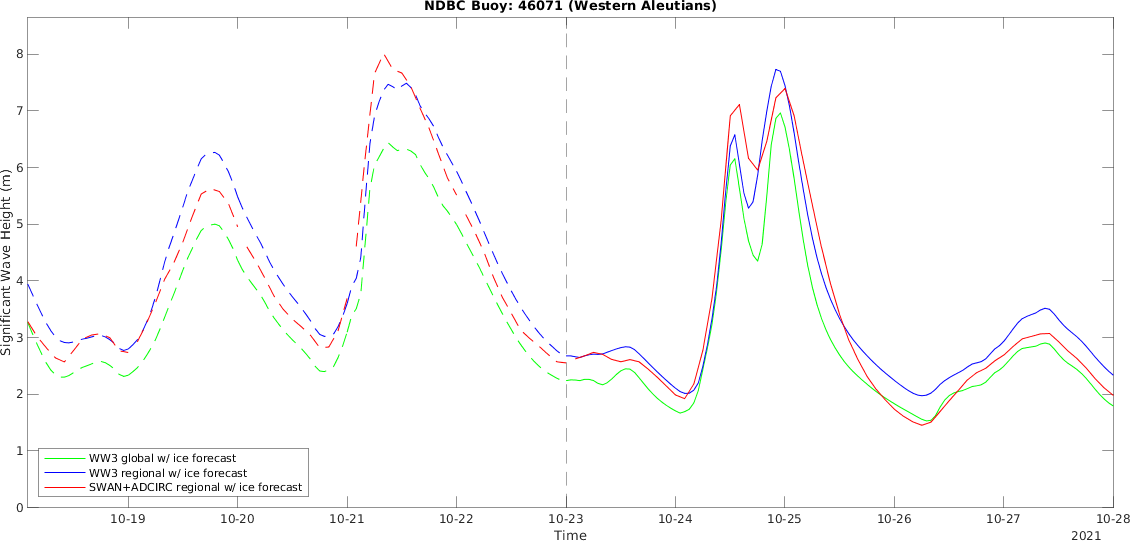 NDBC Buoy: 46071 (Western Aleutians)
Significant Wave Height (m)
8
7
6
5
4
3
2
1
0
WW3 global w/ ice forecast
WW3 regional w/ ice forecast
SWAN+ADCIRC regional w/ ice forecast
10-19 10-20 10-21 10-22 10-23 10-24 10-25 10-26 10-27 10-28
Time
2021